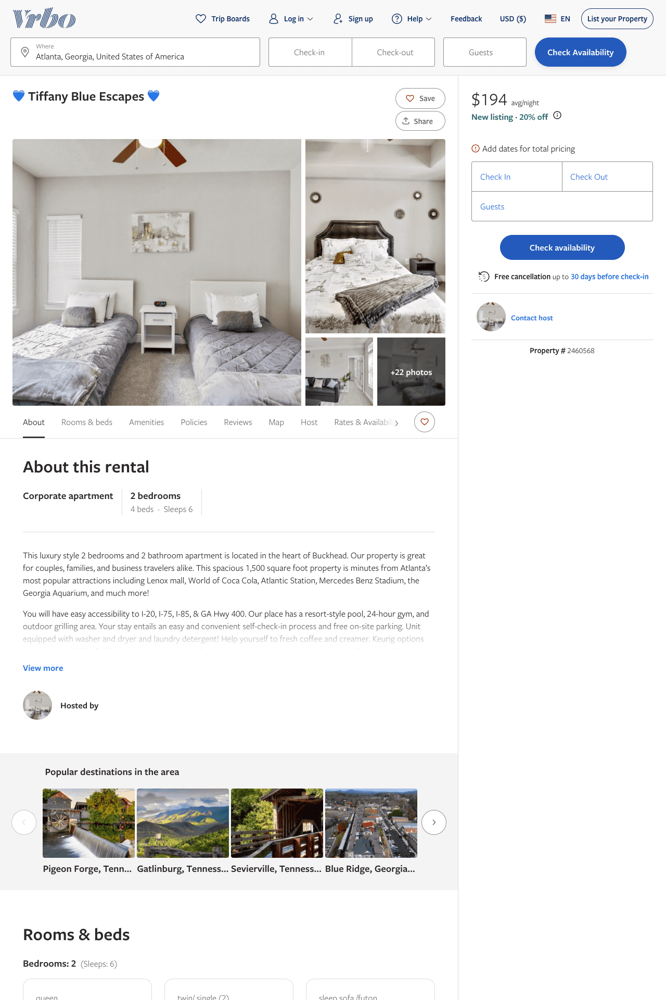 Vrbo
Trip Boards
Log in
Sign up
Help
Feedback
USD ($)
EN
List your Property
Where
Atlanta, Georgia, United States of America
Check-in
Check-out
Guests
Check Availability
💙 Tiffany Blue Escapes 💙
Save
Share
+22 photos
$194 avg/night
New listing · 20% off
Add dates for total pricing
Check In
Check Out
Guests
Check availability
Free cancellation up to 30 days before check-in
Contact host
Property # 2460568
About
Rooms & beds
Amenities
Policies
Reviews
Map
Host
Rates & Availabili
About this rental
Corporate apartment
2 bedrooms
4 beds · Sleeps 6
This luxury style 2 bedrooms and 2 bathroom apartment is located in the heart of Buckhead. Our property is great
for couples, families, and business travelers alike. This spacious 1,500 square foot property is minutes from Atlanta’s
most popular attractions including Lenox mall, World of Coca Cola, Atlantic Station, Mercedes Benz Stadium, the
Georgia Aquarium, and much more!
You will have easy accessibility to I-20, I-75, I-85, & GA Hwy 400. Our place has a resort-style pool, 24-hour gym, and
outdoor grilling area. Your stay entails an easy and convenient self-check-in process and free on-site parking. Unit
equipped with washer and dryer and laundry detergent! Help yourself to fresh coffee and creamer. Keurig options
View more
Hosted by
Popular destinations in the area
Pigeon Forge, Tenn...
Gatlinburg, Tenness...
Sevierville, Tenness...
Blue Ridge, Georgia...
Rooms & beds
Bedrooms: 2 (Sleeps: 6)
queen
twin/ single (2)
sleep sofa /futon